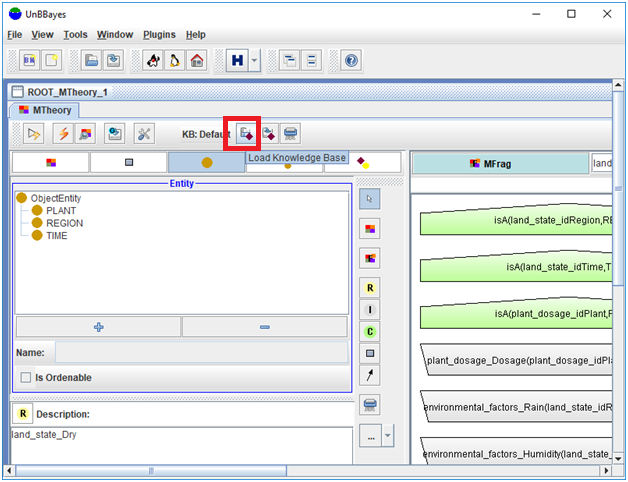 UnBBayes
File View Tools Window Plugins Help
H
ROOT_MTheory_1
MTheory
KB: Default
Load Knowledge Base
Entity
MFrag
land
ObjectEntity
PLANT
REGION
TIME
isA(land_state_idRegion,RE
isA(land_state_idTime,T
isA(plant_dosage_idPlant,P
R
I
C
plant_dosage_Dosage(plant_dosage_idPla
Name:
Is Ordenable
environmental_factors_Rain(land_state_idR
R Description:
land_state_Dry
...
environmental_factors_Humidity(land_state_